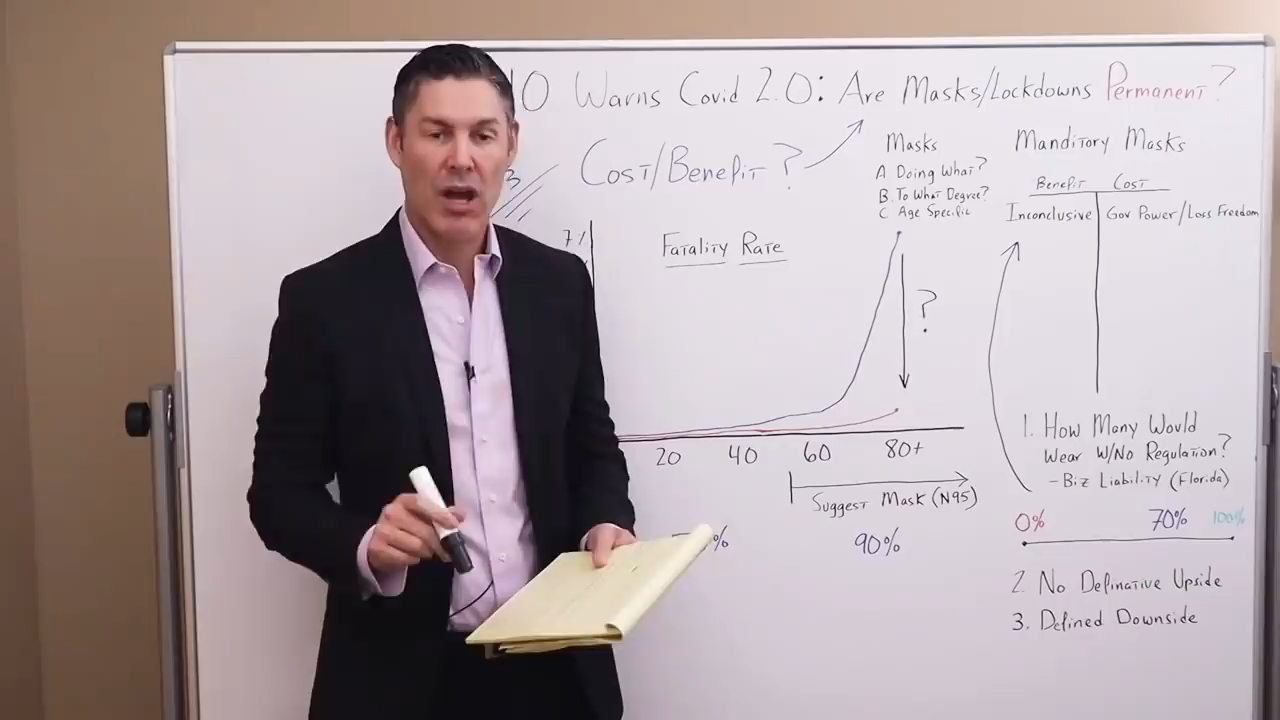 10 Warns Covid 2.0: Are Masks/Lockdowns Permanent?
3
Cost/Benefit?
Masks
A Doing What?
B. To What Degree?
C Age Specific
Manditory Masks
Benefit
Cost
Inconclusive
Gov Power/Loss Freedom
7%
Fatality Rate
?
20 40 60 80+
Suggest Mask (N95)
%
90%
1. How Many Would
Wear W/No Regulation?
- Biz Liability (Florida)
0% 70% 100%
2. No Definative Upside
3. Defined Downside